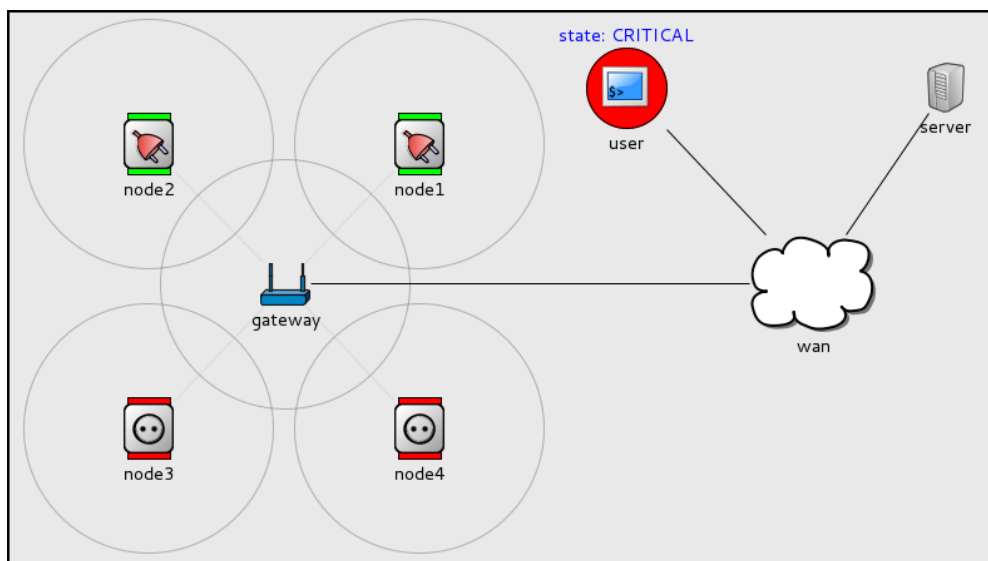 state: CRITICAL
$>
user
server
node2
node1
gateway
wan
node3
node4